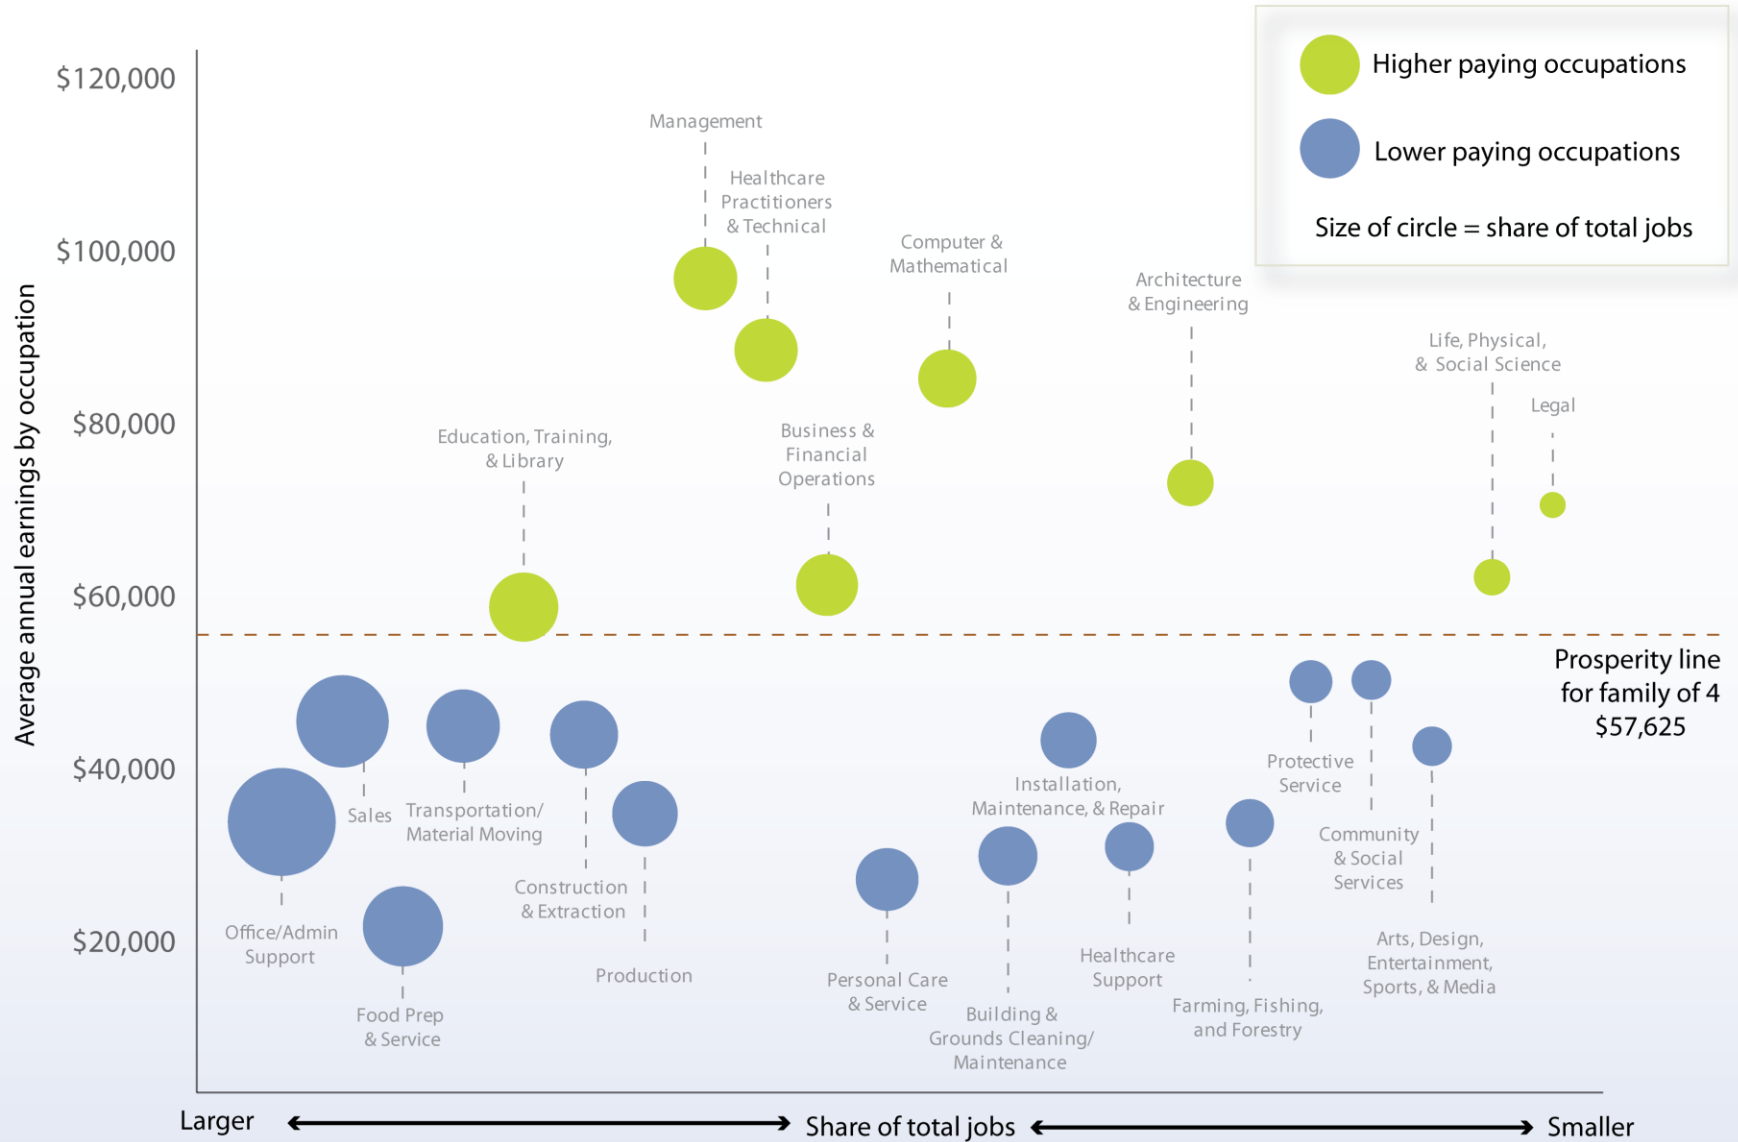 Higher paying occupations
Lower paying occupations
Size of circle = share of total jobs
Average annual earnings by occupation
$120,000
$100,000
$80,000
$60,000
$40,000
$20,000
Management
Healthcare
Practitioners
& Technical
Computer &
Mathematical
Architecture
& Engineering
Life, Physical,
& Social Science
Legal
Education, Training,
& Library
Business &
Financial
Operations
Prosperity line
for family of 4
$57,625
Sales
Transportation/
Material Moving
Office/Admin
Support
Food Prep
& Service
Construction
& Extraction
Production
Personal Care
& Service
Installation,
Maintenance, & Repair
Building &
Grounds Cleaning/
Maintenance
Healthcare
Support
Farming, Fishing,
and Forestry
Protective
Service
Community
& Social
Services
Arts, Design,
Entertainment,
Sports, & Media
Larger
Share of total jobs
Smaller